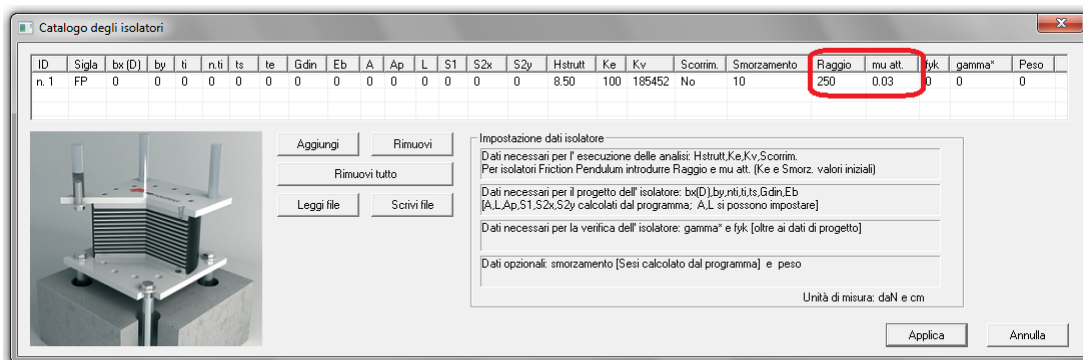 Catalogo degli isolatori
ID Sigla bx (D) by ti n.ti ts te Gdin Eb A Ap L S1 S2x S2y Hstrutt Ke Kv Scorrim. Smorzamento Raggio mu att. fyk gamma* Peso
n. 1 FP 0 0 0 0 0 0 0 0 0 0 0 0 0 0 8.50 100 185452 No 10 250 0.03 0 0 0
Aggiungi Rimuovi
Rimuovi tutto
Leggi file Scrivi file
Impostazione dati isolatore
Dati necessari per l' esecuzione delle analisi: Hstrutt,Ke,Kv,Scorrim.
Per isolatori Friction Pendulum introdurre Raggio e mu att. (Ke e Smorz. valori iniziali)
Dati necessari per il progetto dell' isolatore: bx(D),by,nti,ti,ts,Gdin,Eb
[A,L,Ap,S1,S2x,S2y calcolati dal programma; A,L si possono impostare]
Dati necessari per la verifica dell' isolatore: gamma* e fyk [oltre ai dati di progetto]
Dati opzionali: smorzamento [Sesi calcolato dal programma] e peso
Unità di misura: daN e cm
Applica Annulla